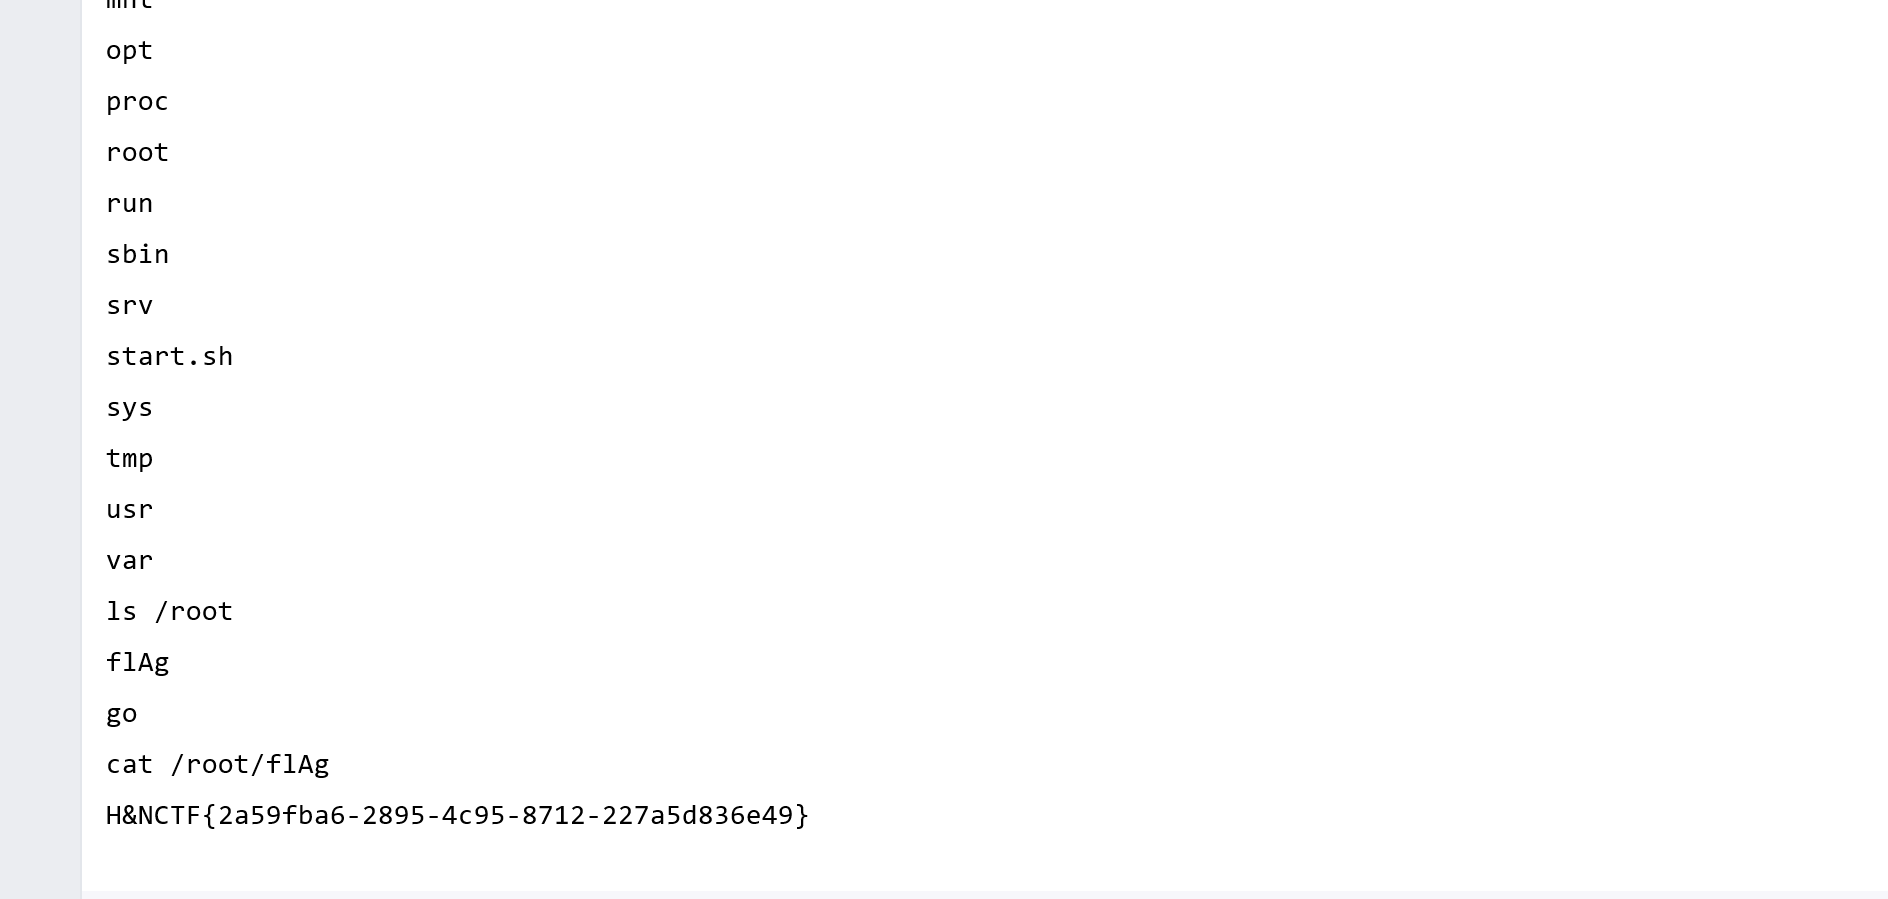 mnt
opt
proc
root
run
sbin
srv
start.sh
sys
tmp
usr
var
ls /root
flAg
go
cat /root/flAg
H&NCTF{2a59fba6-2895-4c95-8712-227a5d836e49}